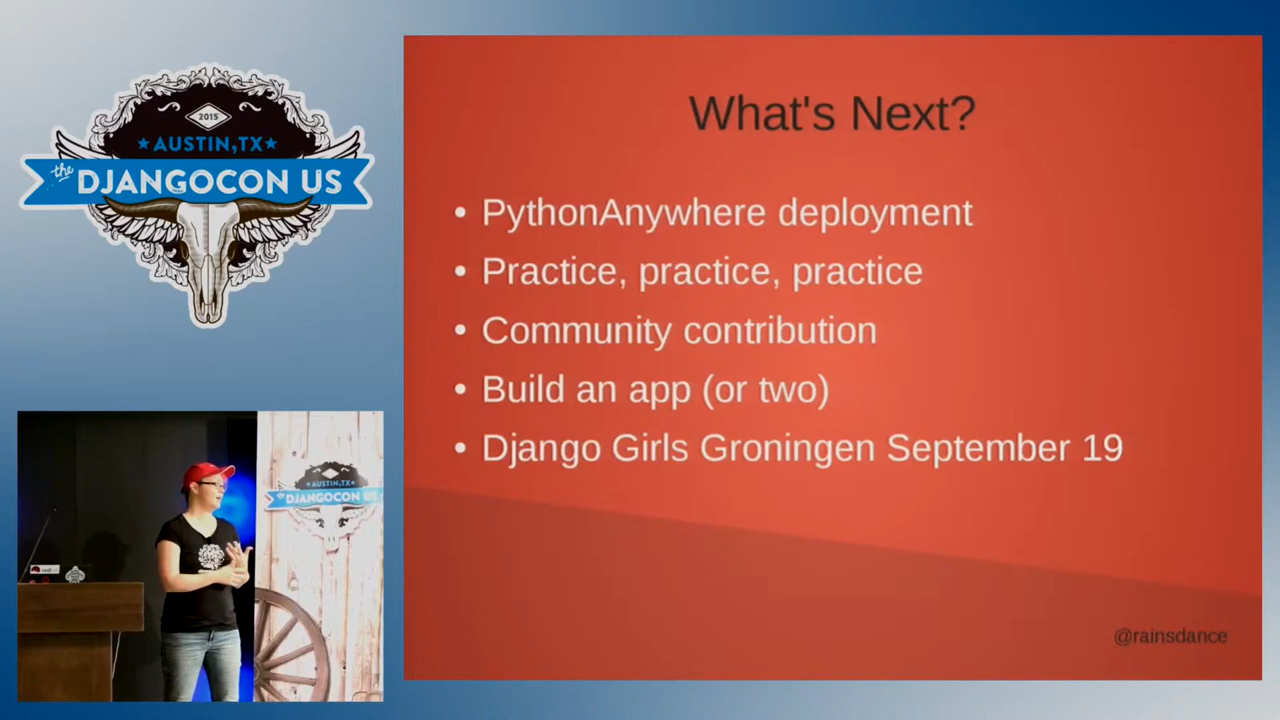 2015
AUSTIN,TX
the
DJANGOCON US
What's Next?
• PythonAnywhere deployment
• Practice, practice, practice
• Community contribution
• Build an app (or two)
• Django Girls Groningen September 19
@rainsdance
AUSTIN,TX
DJANGOCON US